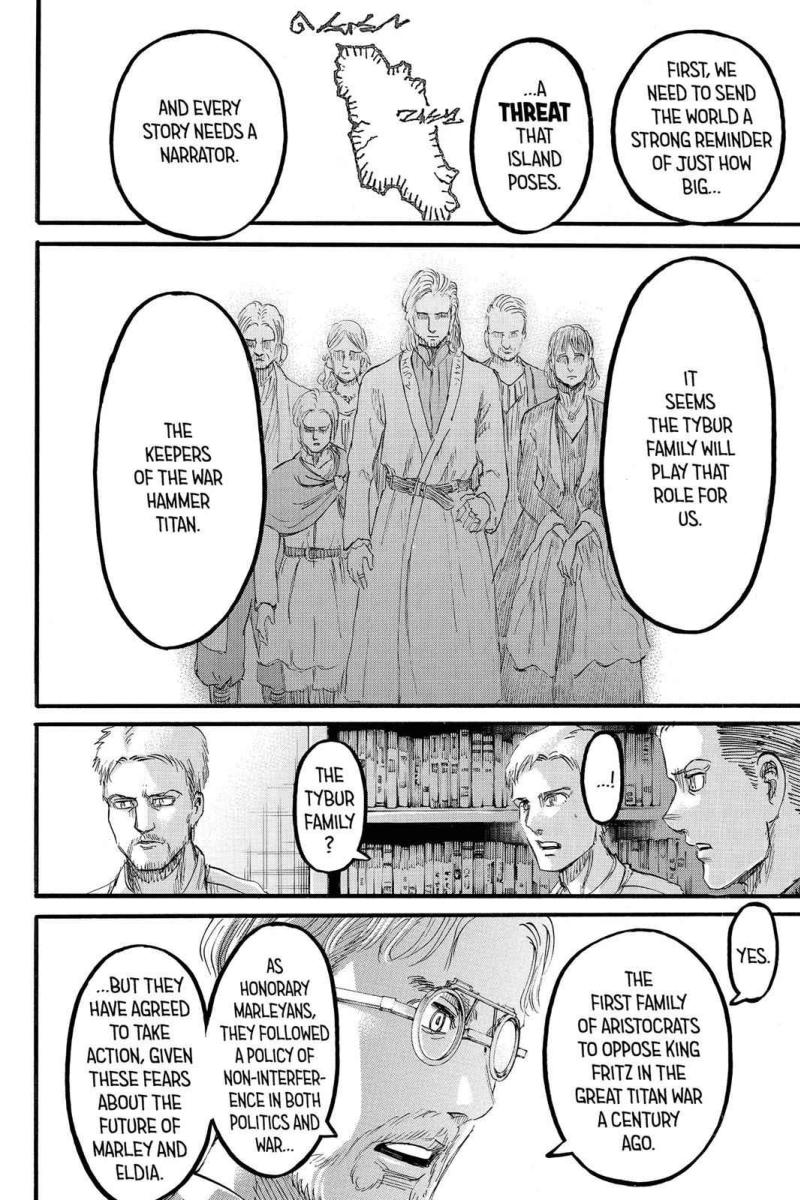 FIRST, WE
NEED TO SEND
THE WORLD A
STRONG REMINDER
OF JUST HOW
BIG...
...A
THREAT
THAT
ISLAND
POSES.
AND EVERY
STORY NEEDS A
NARRATOR.
IT
SEEMS
THE TYBUR
FAMILY WILL
PLAY THAT
ROLE FOR
US.
THE
KEEPERS
OF THE WAR
HAMMER
TITAN.
...!
THE
TYBUR
FAMILY
?
YES.
THE
FIRST FAMILY
OF ARISTOCRATS
TO OPPOSE KING
FRITZ IN THE
GREAT TITAN WAR
A CENTURY
AGO.
AS
HONORARY
MARLEYANS,
THEY FOLLOWED
A POLICY OF
NON-INTERFER-
ENCE IN BOTH
POLITICS AND
WAR...
...BUT THEY
HAVE AGREED
TO TAKE
ACTION, GIVEN
THESE FEARS
ABOUT THE
FUTURE OF
MARLEY AND
ELDIA.